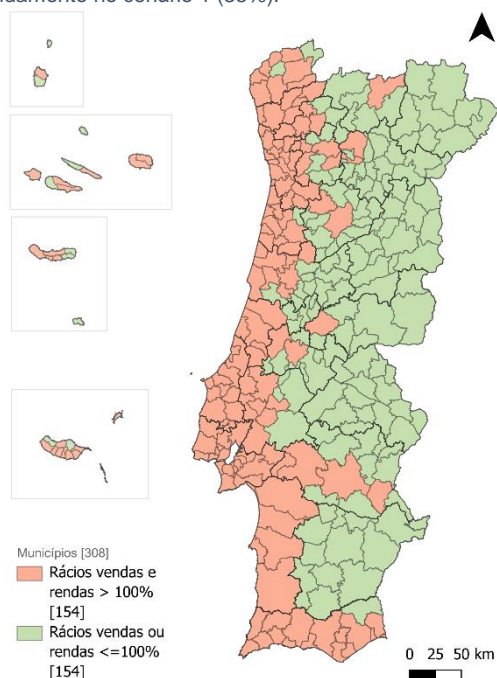 Municípios [308]
Rácios vendas e
rendas > 100%
[154]
Rácios vendas ou
rendas <=100%
[154]
0 25 50 km